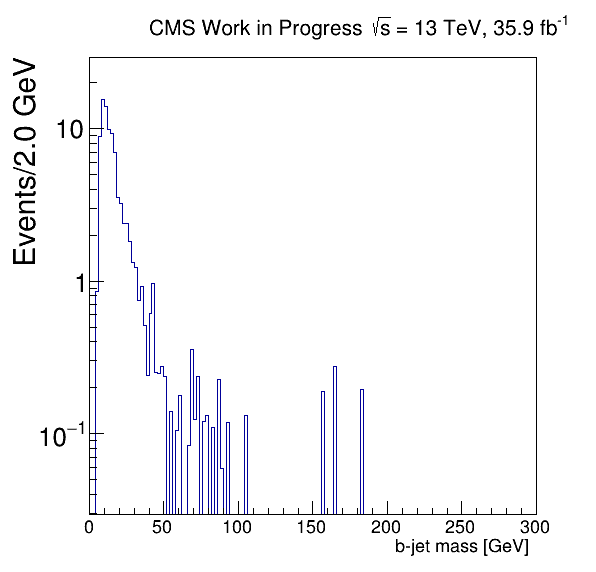 CMS Work in Progress √s = 13 TeV, 35.9 fb⁻¹
Events/2.0 GeV
10
1
10⁻¹
0 50 100 150 200 250 300
b-jet mass [GeV]